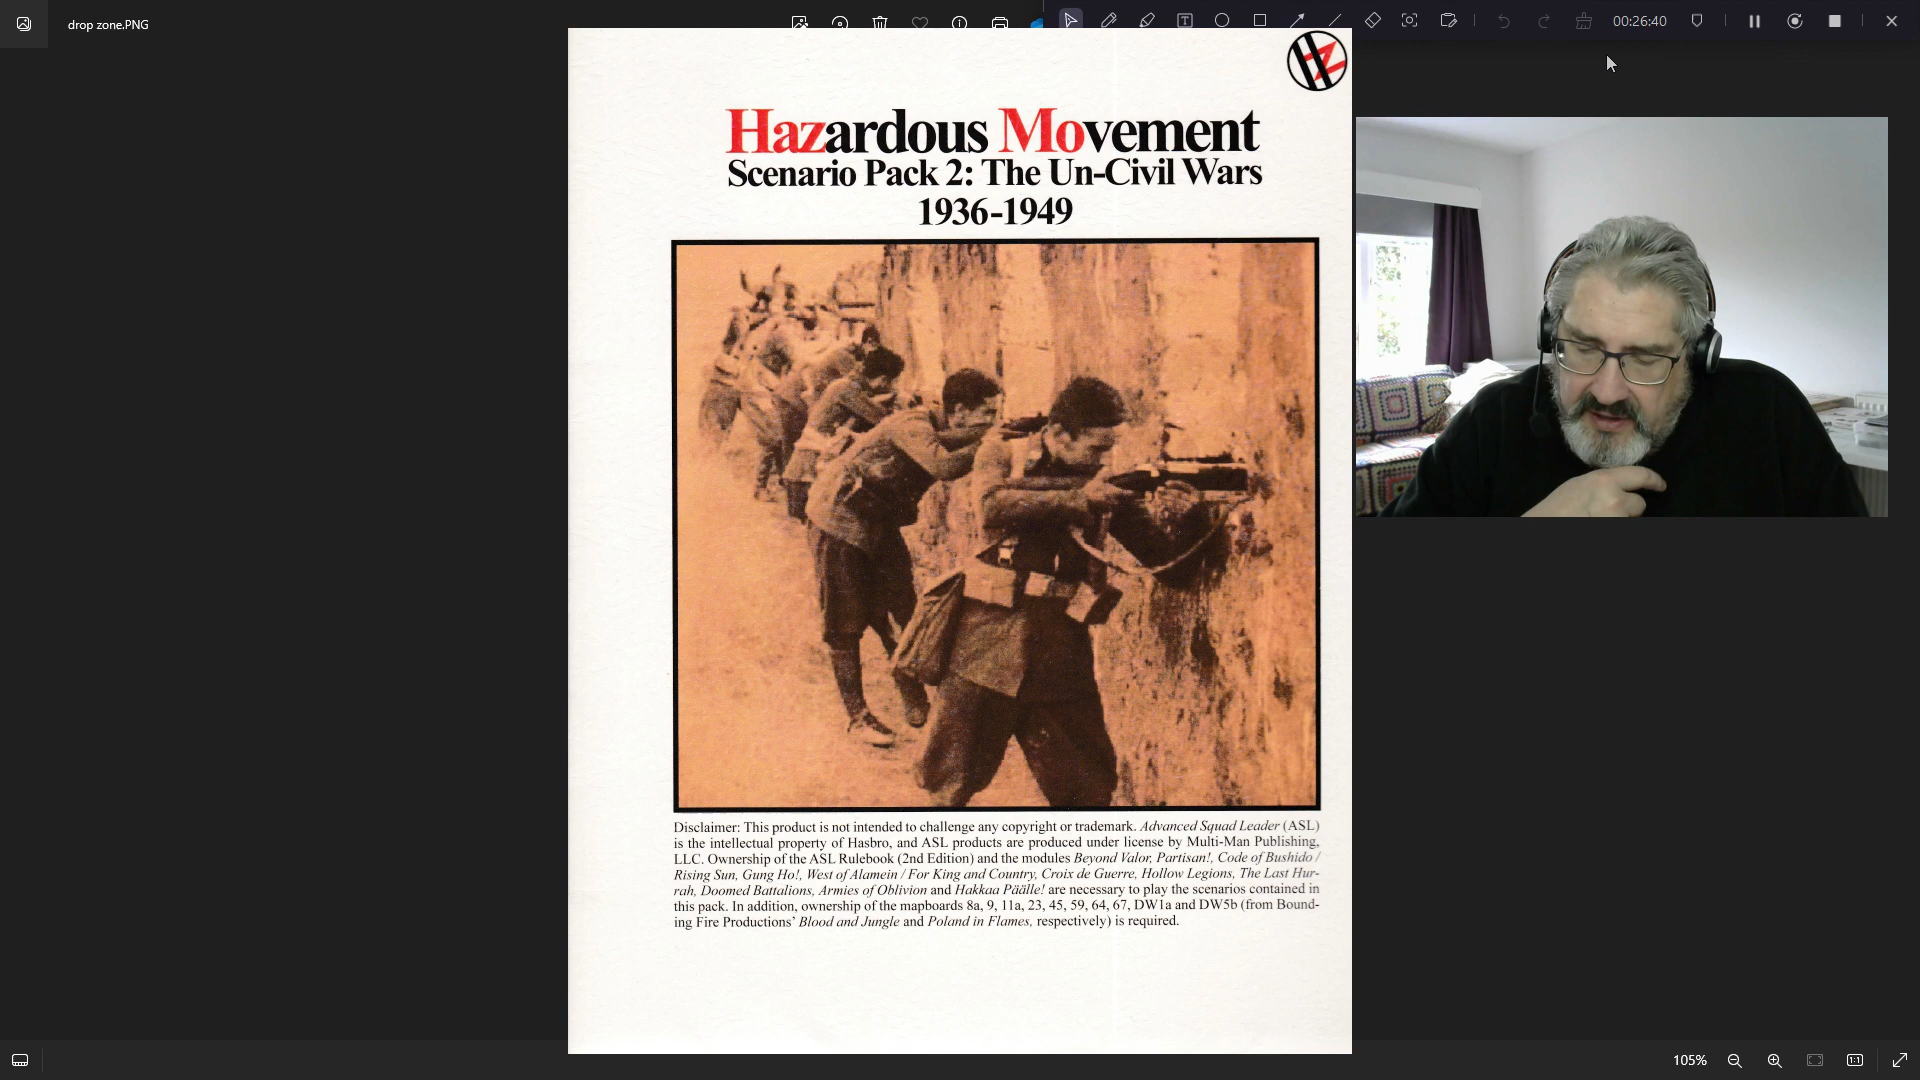 drop zone.PNG
00:26:40
HZ
Hazardous Movement
Scenario Pack 2: The Un-Civil Wars
1936-1949
Disclaimer: This product is not intended to challenge any copyright or trademark. Advanced Squad Leader (ASL)
is the intellectual property of Hasbro, and ASL products are produced under license by Multi-Man Publishing,
LLC. Ownership of the ASL Rulebook (2nd Edition) and the modules Beyond Valor, Partisan!, Code of Bushido /
Rising Sun, Gung Ho!, West of Alamein / For King and Country, Croix de Guerre, Hollow Legions, The Last Hur-
rah, Doomed Battalions, Armies of Oblivion and Hakkaa Päälle! are necessary to play the scenarios contained in
this pack. In addition, ownership of the mapboards 8a, 9, 11a, 23, 45, 59, 64, 67, DW1a and DW5b (from Bound-
ing Fire Productions’ Blood and Jungle and Poland in Flames, respectively) is required.
105%
1:1